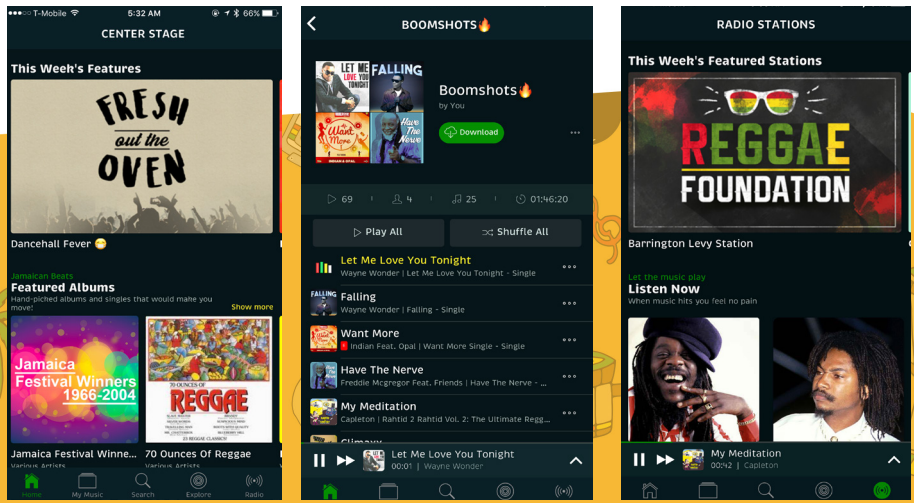 T-Mobile
5:32 AM
66%
CENTER STAGE
This Week's Features
FRESH
out the
OVEN
Dancehall Fever 😁
Jamaican Beats
Featured Albums
Hand-picked albums and singles that would make you
move!
Show more
Jamaica
Festival Winners
1966-2004
70 OUNCES OF
REGGAE
Jamaica Festival Winne...
70 Ounces Of Reggae
Various Artists
Various Artists
Home
My Music
Search
Explore
Radio
BOOMSHOTS🔥
LET ME
LOVE YOU
TONIGHT
FALLING
Want
More
Have
The
Nerve
Boomshots🔥
by You
Download
69
4
25
01:46:20
Play All
Shuffle All
Let Me Love You Tonight
Wayne Wonder | Let Me Love You Tonight - Single
FALLING
Falling
Wayne Wonder | Falling - Single
Want More
Indian Feat. Opal | Want More Single - Single
Have The Nerve
Freddie Mcgregor Feat. Friends | Have The Nerve - ...
My Meditation
Capleton | Rahtid 2 Rahtid Vol. 2: The Ultimate Regg...
Climaxx
Let Me Love You Tonight
00:01 | Wayne Wonder
RADIO STATIONS
This Week's Featured Stations
REGGAE
FOUNDATION
Barrington Levy Station
Let the music play
Listen Now
When music hits you feel no pain
My Meditation
00:42 | Capleton